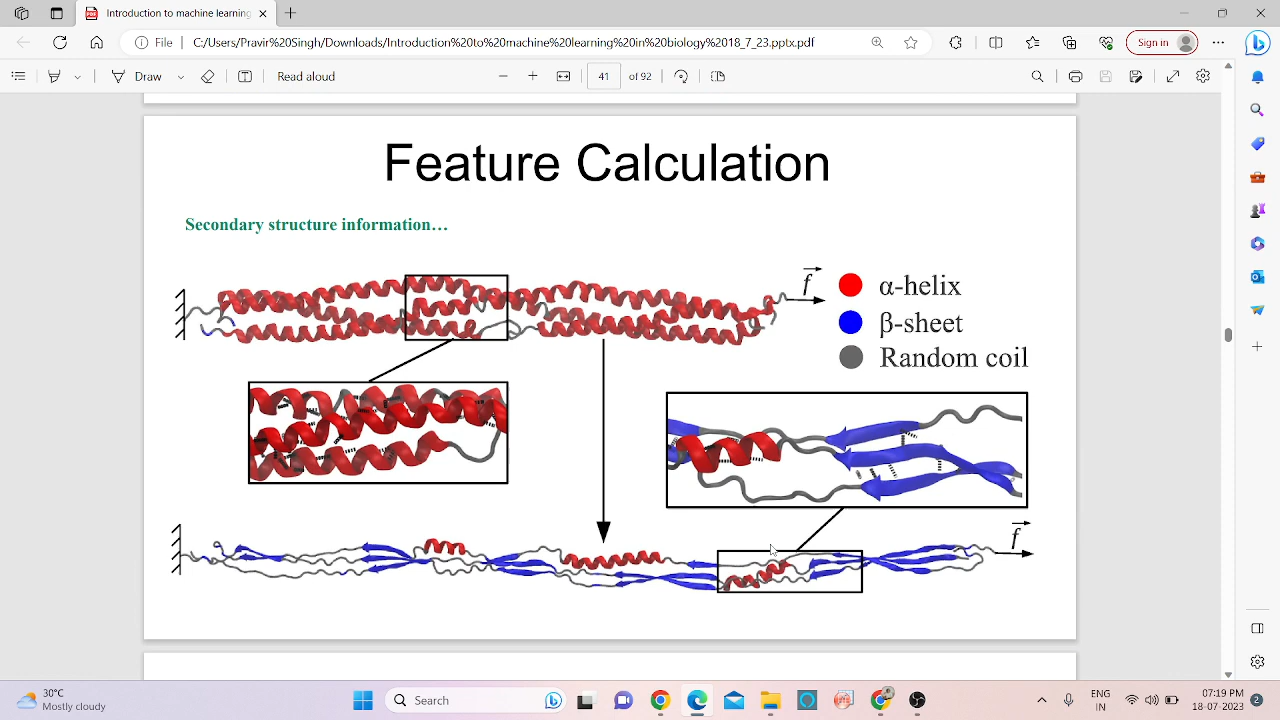 Introduction to machine learning
File
C:/Users/Pravir%20Singh/Downloads/Introduction%20to%20machine%20learning%20in%20biology%2018_7_23.pptx.pdf
Sign in
Draw
Read aloud
41
of 92
Feature Calculation
Secondary structure information…
f
α-helix
β-sheet
Random coil
f
30°C
Mostly cloudy
Search
ENG
IN
07:19 PM
18-07-2023
2